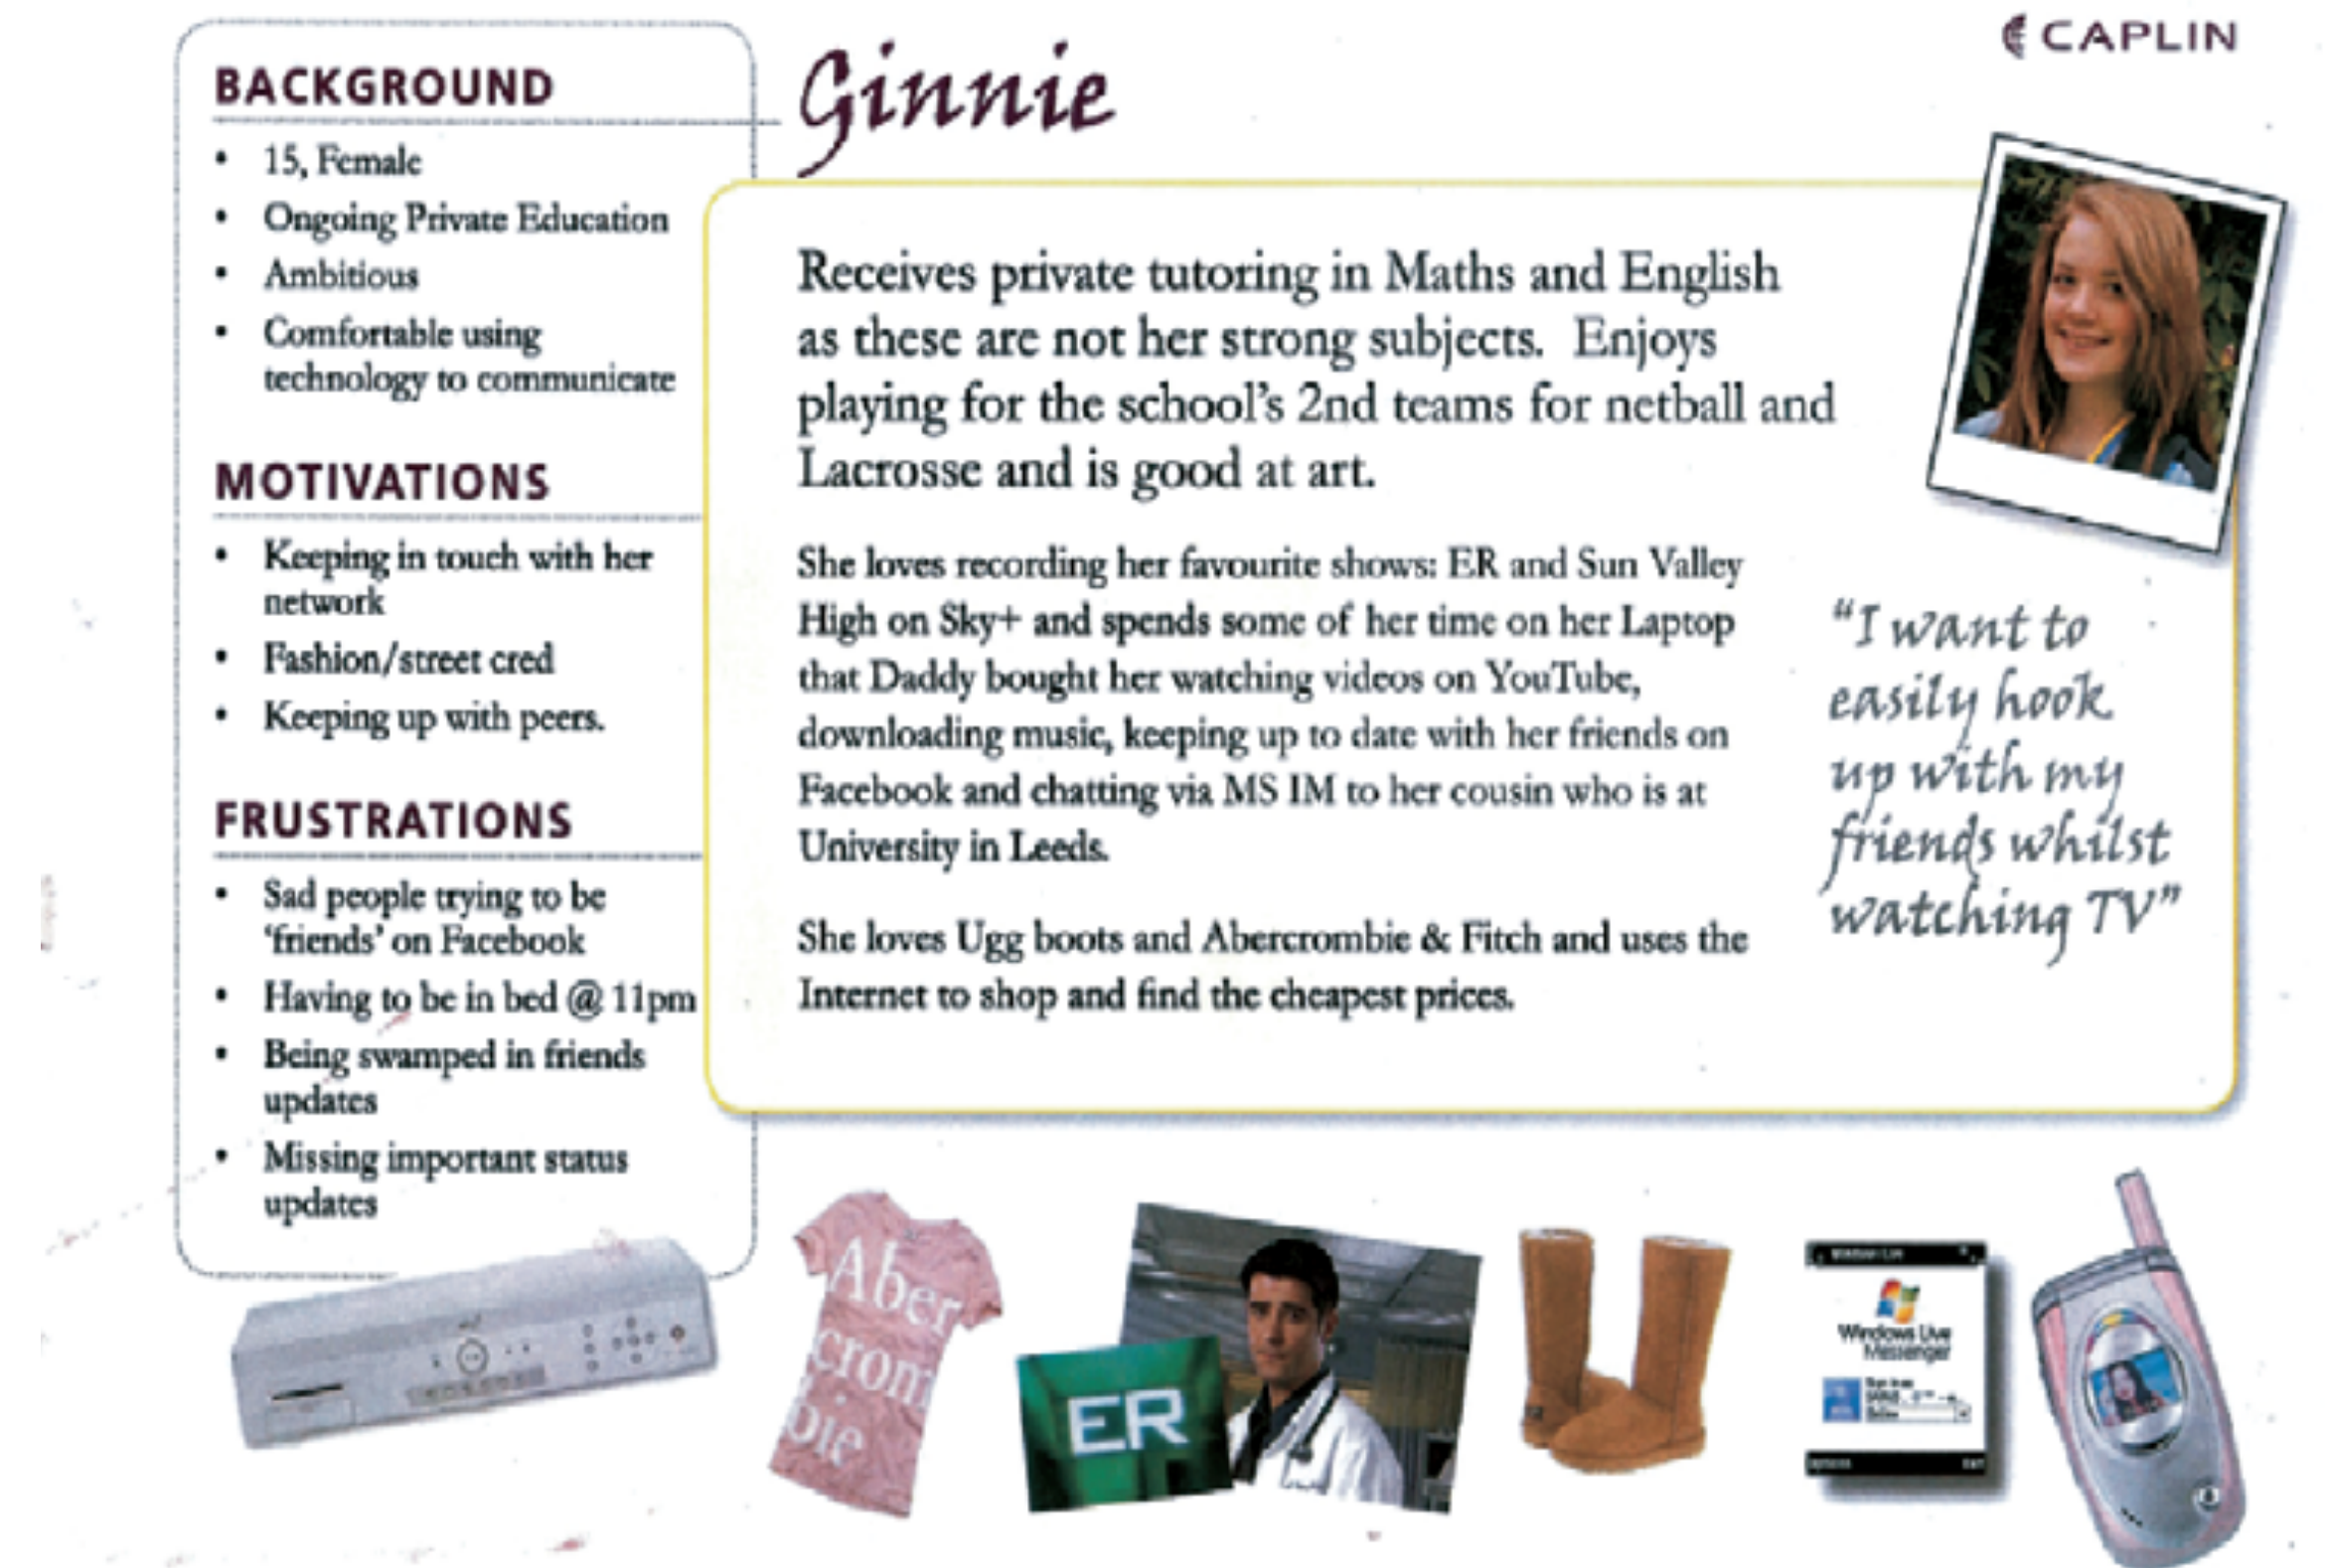 CAPLIN
Ginnie
BACKGROUND
• 15, Female
• Ongoing Private Education
• Ambitious
• Comfortable using
technology to communicate
MOTIVATIONS
• Keeping in touch with her
network
• Fashion/street cred
• Keeping up with peers.
FRUSTRATIONS
• Sad people trying to be
‘friends’ on Facebook
• Having to be in bed @ 11pm
• Being swamped in friends
updates
• Missing important status
updates
Receives private tutoring in Maths and English
as these are not her strong subjects. Enjoys
playing for the school’s 2nd teams for netball and
Lacrosse and is good at art.
She loves recording her favourite shows: ER and Sun Valley
High on Sky+ and spends some of her time on her Laptop
that Daddy bought her watching videos on YouTube,
downloading music, keeping up to date with her friends on
Facebook and chatting via MS IM to her cousin who is at
University in Leeds.
She loves Ugg boots and Abercrombie & Fitch and uses the
Internet to shop and find the cheapest prices.
“I want to
easily hook
up with my
friends whilst
watching TV”
Aber
crom
bie
ER
Windows Live
Windows Live
Messenger